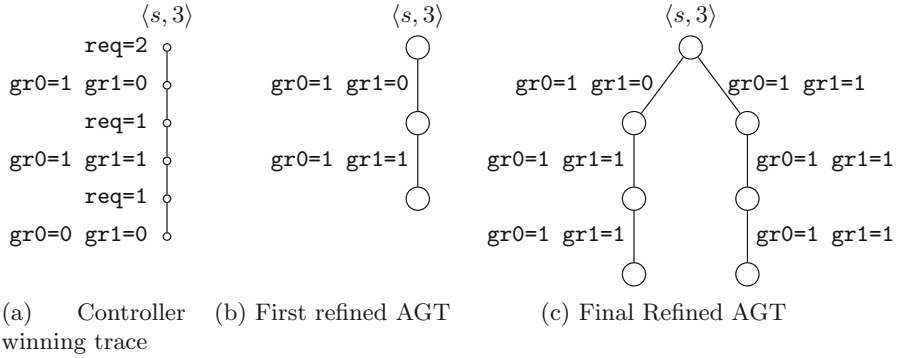 ⟨s, 3⟩ ⟨s, 3⟩ ⟨s, 3⟩
req=2
gr0=1 gr1=0 gr0=1 gr1=0 gr0=1 gr1=0 gr0=1 gr1=1
req=1
gr0=1 gr1=1 gr0=1 gr1=1 gr0=1 gr1=1 gr0=1 gr1=1
req=1
gr0=0 gr1=0 gr0=1 gr1=1 gr0=1 gr1=1
(a) Controller (b) First refined AGT (c) Final Refined AGT
winning trace